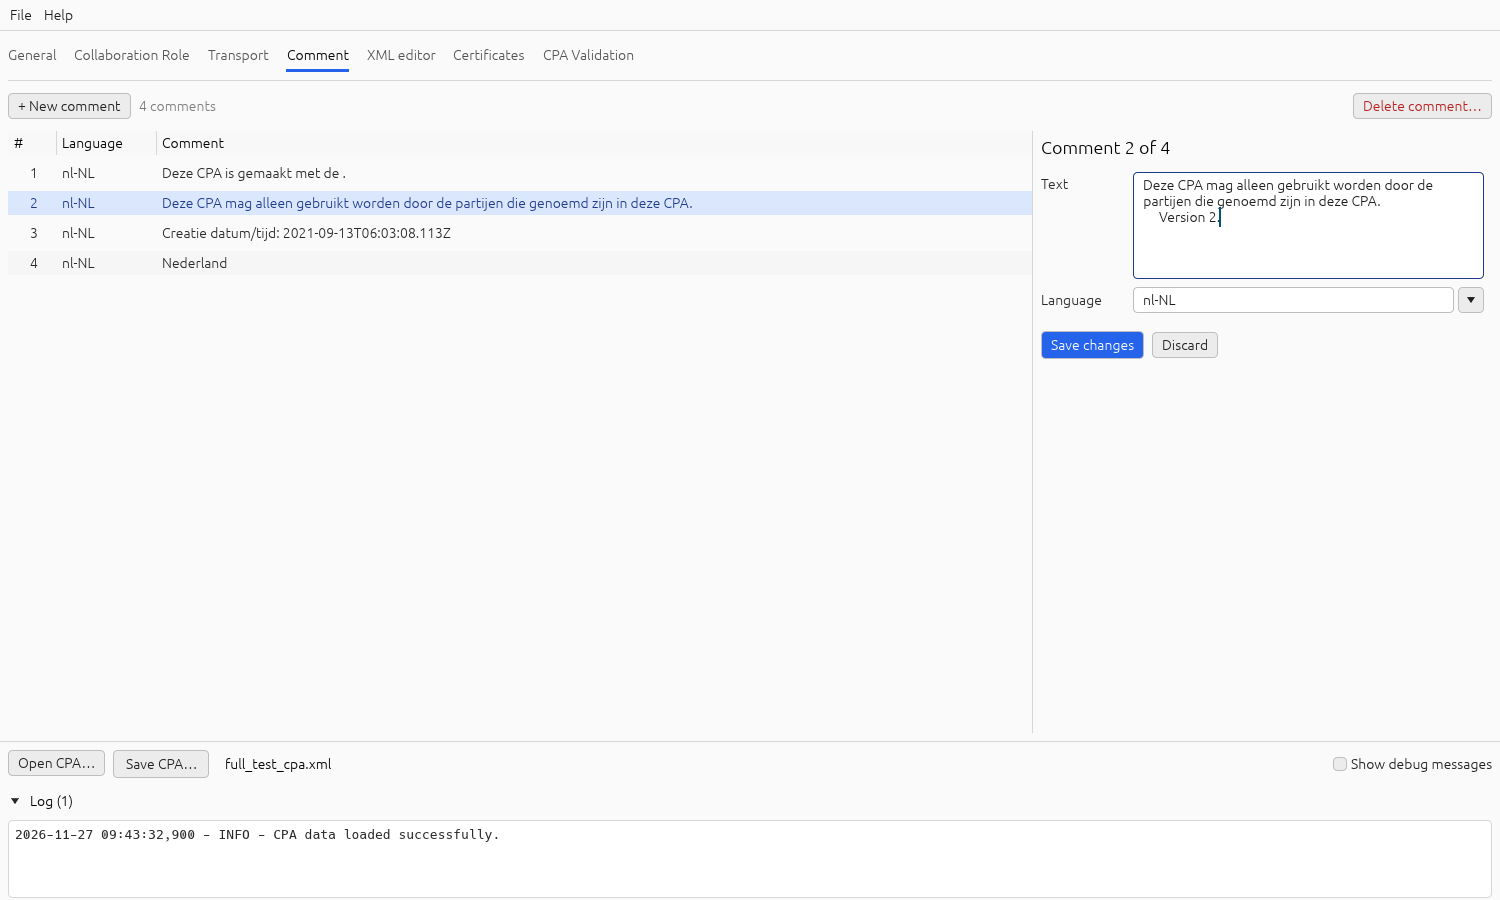 File Help
General Collaboration Role Transport Comment XML editor Certificates CPA Validation
+ New comment 4 comments Delete comment…
# Language Comment
1 nl-NL Deze CPA is gemaakt met de .
2 nl-NL Deze CPA mag alleen gebruikt worden door de partijen die genoemd zijn in deze CPA.
3 nl-NL Creatie datum/tijd: 2021-09-13T06:03:08.113Z
4 nl-NL Nederland
Comment 2 of 4
Text
Deze CPA mag alleen gebruikt worden door de
partijen die genoemd zijn in deze CPA.
Version 2.
Language nl-NL
Save changes Discard
Open CPA… Save CPA… full_test_cpa.xml Show debug messages
Log (1)
2026-11-27 09:43:32,900 - INFO - CPA data loaded successfully.